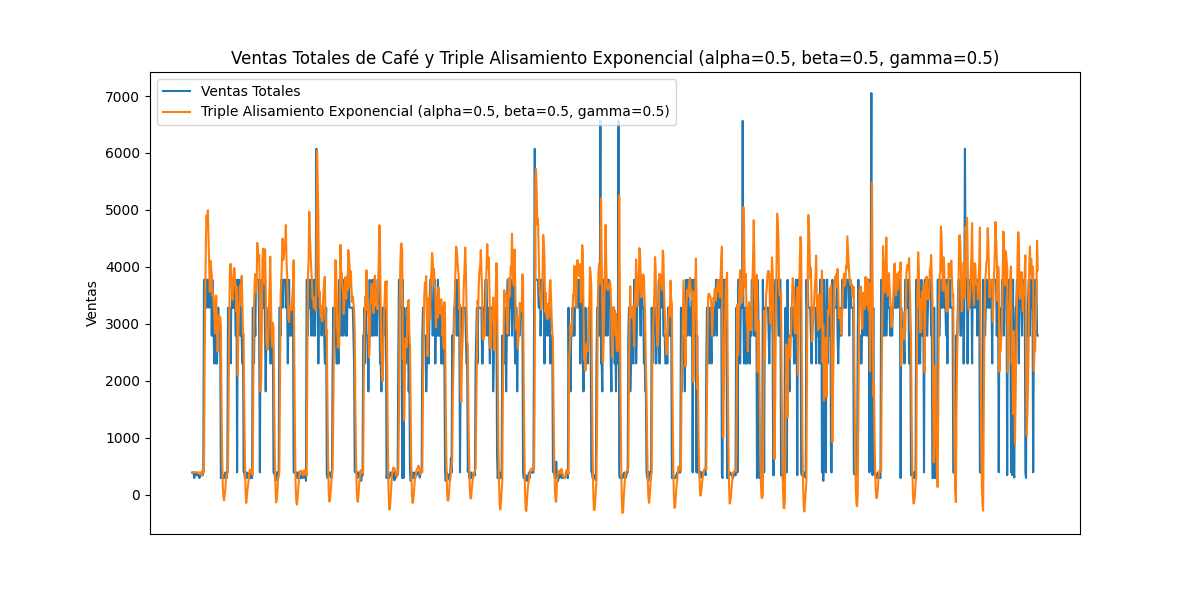 Ventas Totales de Café y Triple Alisamiento Exponencial (alpha=0.5, beta=0.5, gamma=0.5)
Ventas Totales
Triple Alisamiento Exponencial (alpha=0.5, beta=0.5, gamma=0.5)
7000
6000
5000
4000
3000
2000
1000
0
Ventas